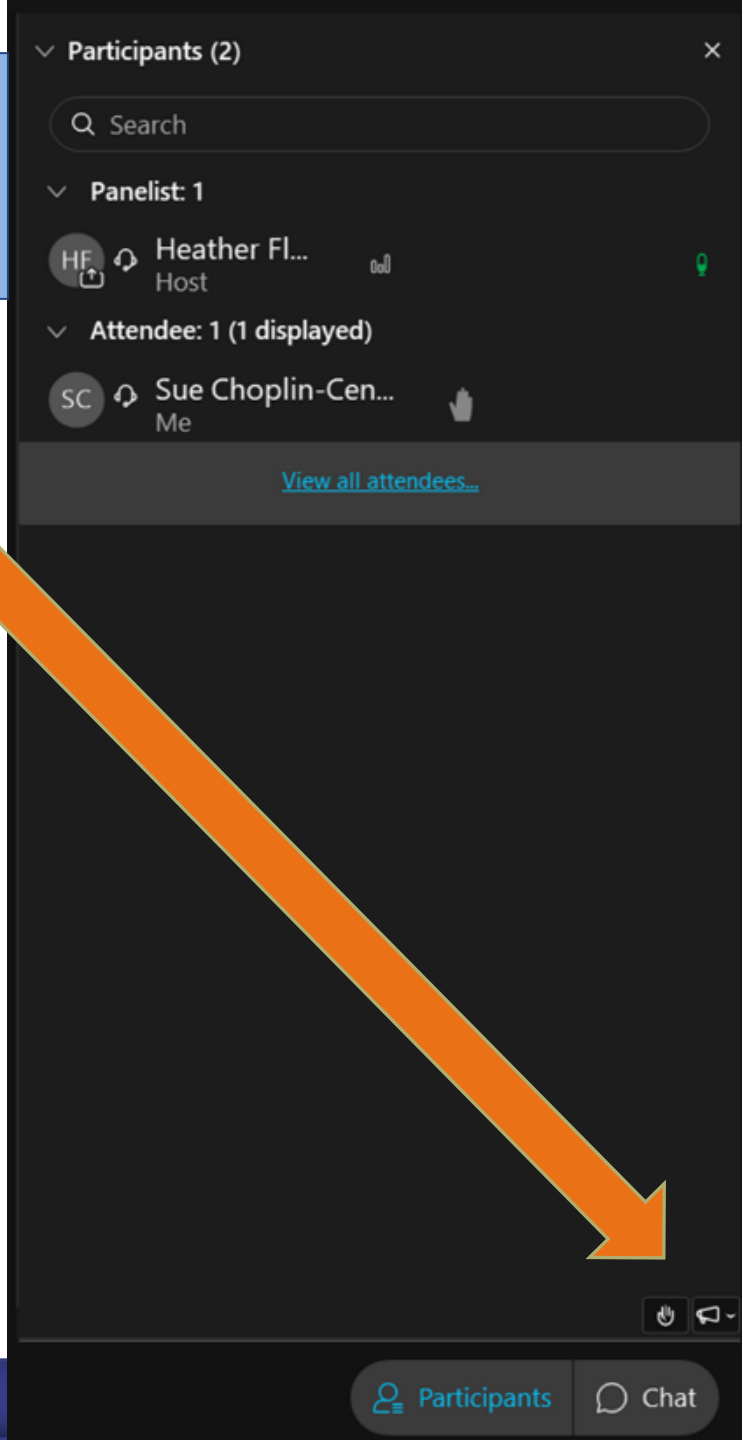 Participants (2)
Search
Panelist: 1
HF
Heather Fl...
Host
Attendee: 1 (1 displayed)
SC
Sue Choplin-Cen...
Me
View all attendees...
Participants
Chat